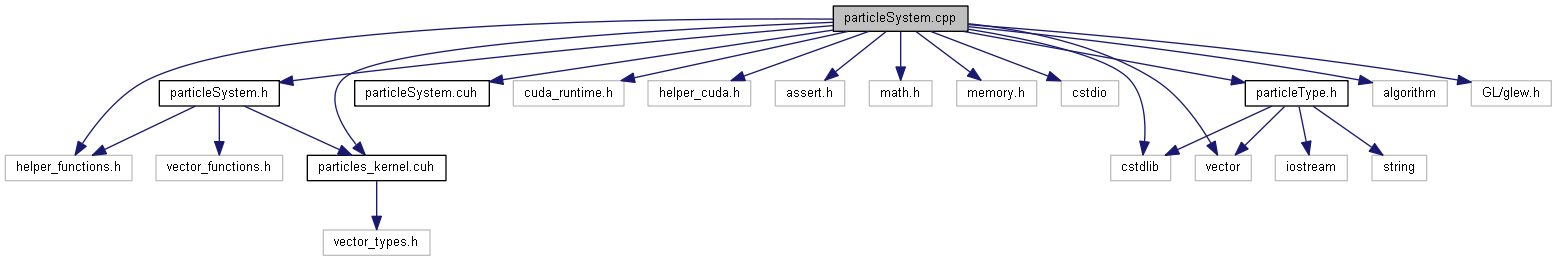 particleSystem.cpp
particleSystem.h
particleSystem.cuh
cuda_runtime.h
helper_cuda.h
assert.h
math.h
memory.h
cstdio
particleType.h
algorithm
GL/glew.h
helper_functions.h
vector_functions.h
particles_kernel.cuh
cstdlib
vector
iostream
string
vector_types.h